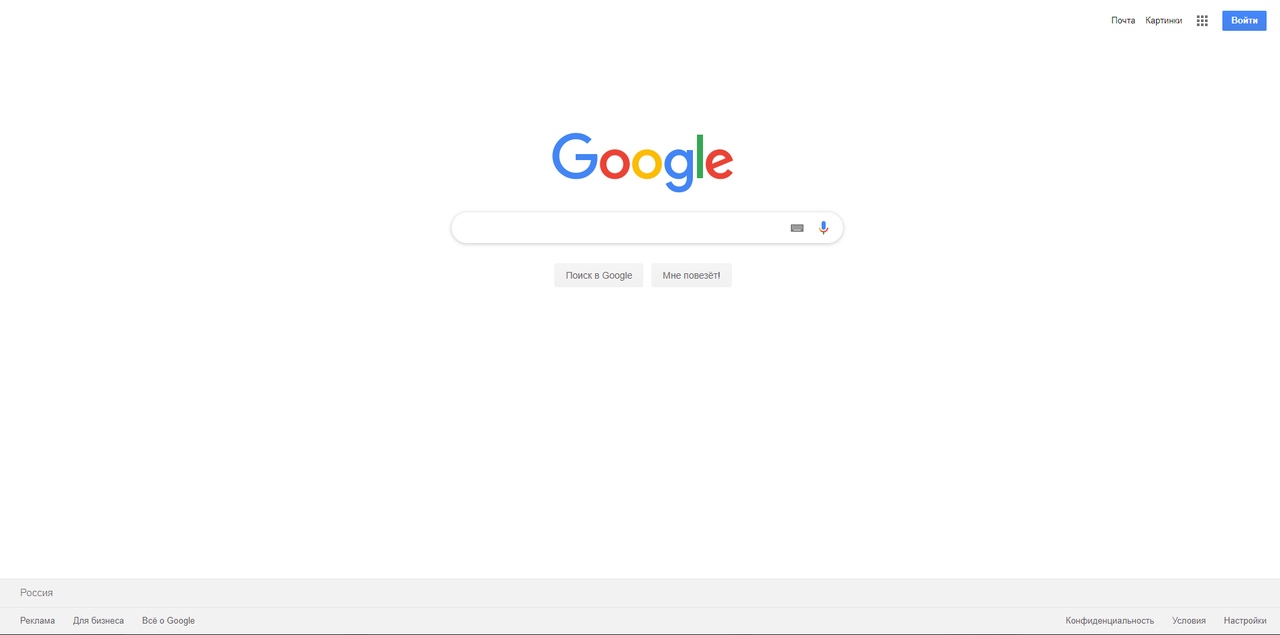 Почта Картинки Войти
Google
Поиск в Google Мне повезёт!
Россия
Реклама Для бизнеса Всё о Google Конфиденциальность Условия Настройки